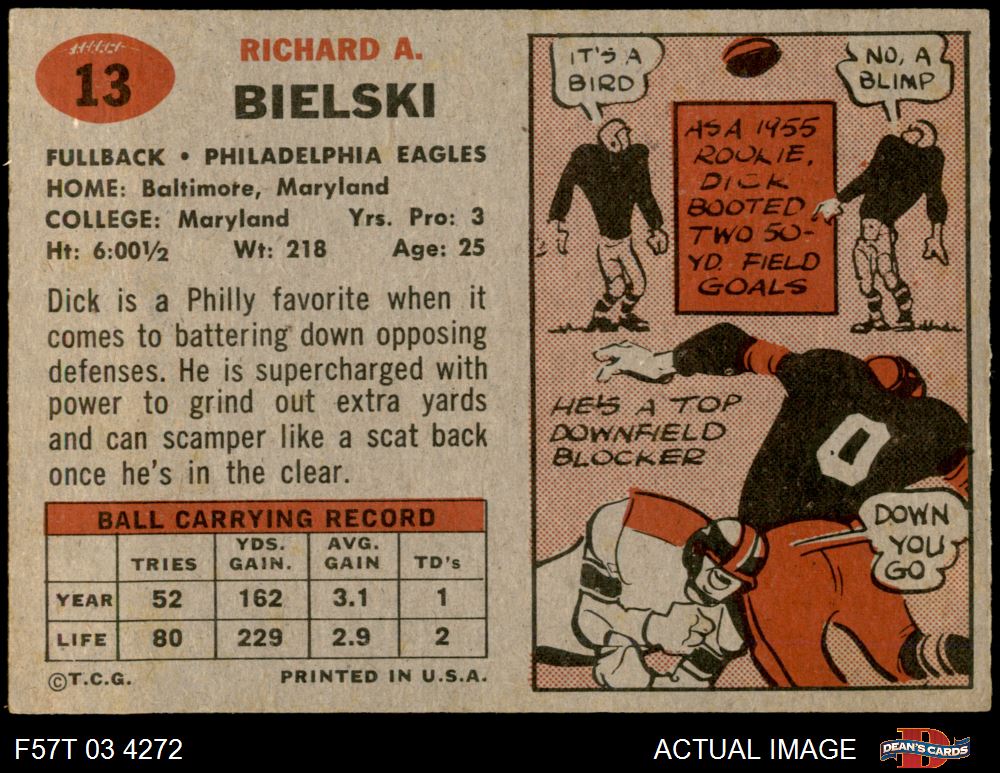 13
RICHARD A.
BIELSKI
FULLBACK • PHILADELPHIA EAGLES
HOME: Baltimore, Maryland
COLLEGE: Maryland Yrs. Pro: 3
Ht: 6:00½ Wt: 218 Age: 25
Dick is a Philly favorite when it
comes to battering down opposing
defenses. He is supercharged with
power to grind out extra yards
and can scamper like a scat back
once he's in the clear.
BALL CARRYING RECORD
TRIES YDS. GAIN. AVG. GAIN TD's
YEAR 52 162 3.1 1
LIFE 80 229 2.9 2
©T.C.G. PRINTED IN U.S.A.
IT'S A
BIRD
NO, A
BLIMP
AS A 1955
ROOKIE,
DICK
BOOTED
TWO 50-
YD. FIELD
GOALS
HE'S A TOP
DOWNFIELD
BLOCKER
0
DOWN
YOU
GO
F57T 03 4272 ACTUAL IMAGE DEAN'S CARDS